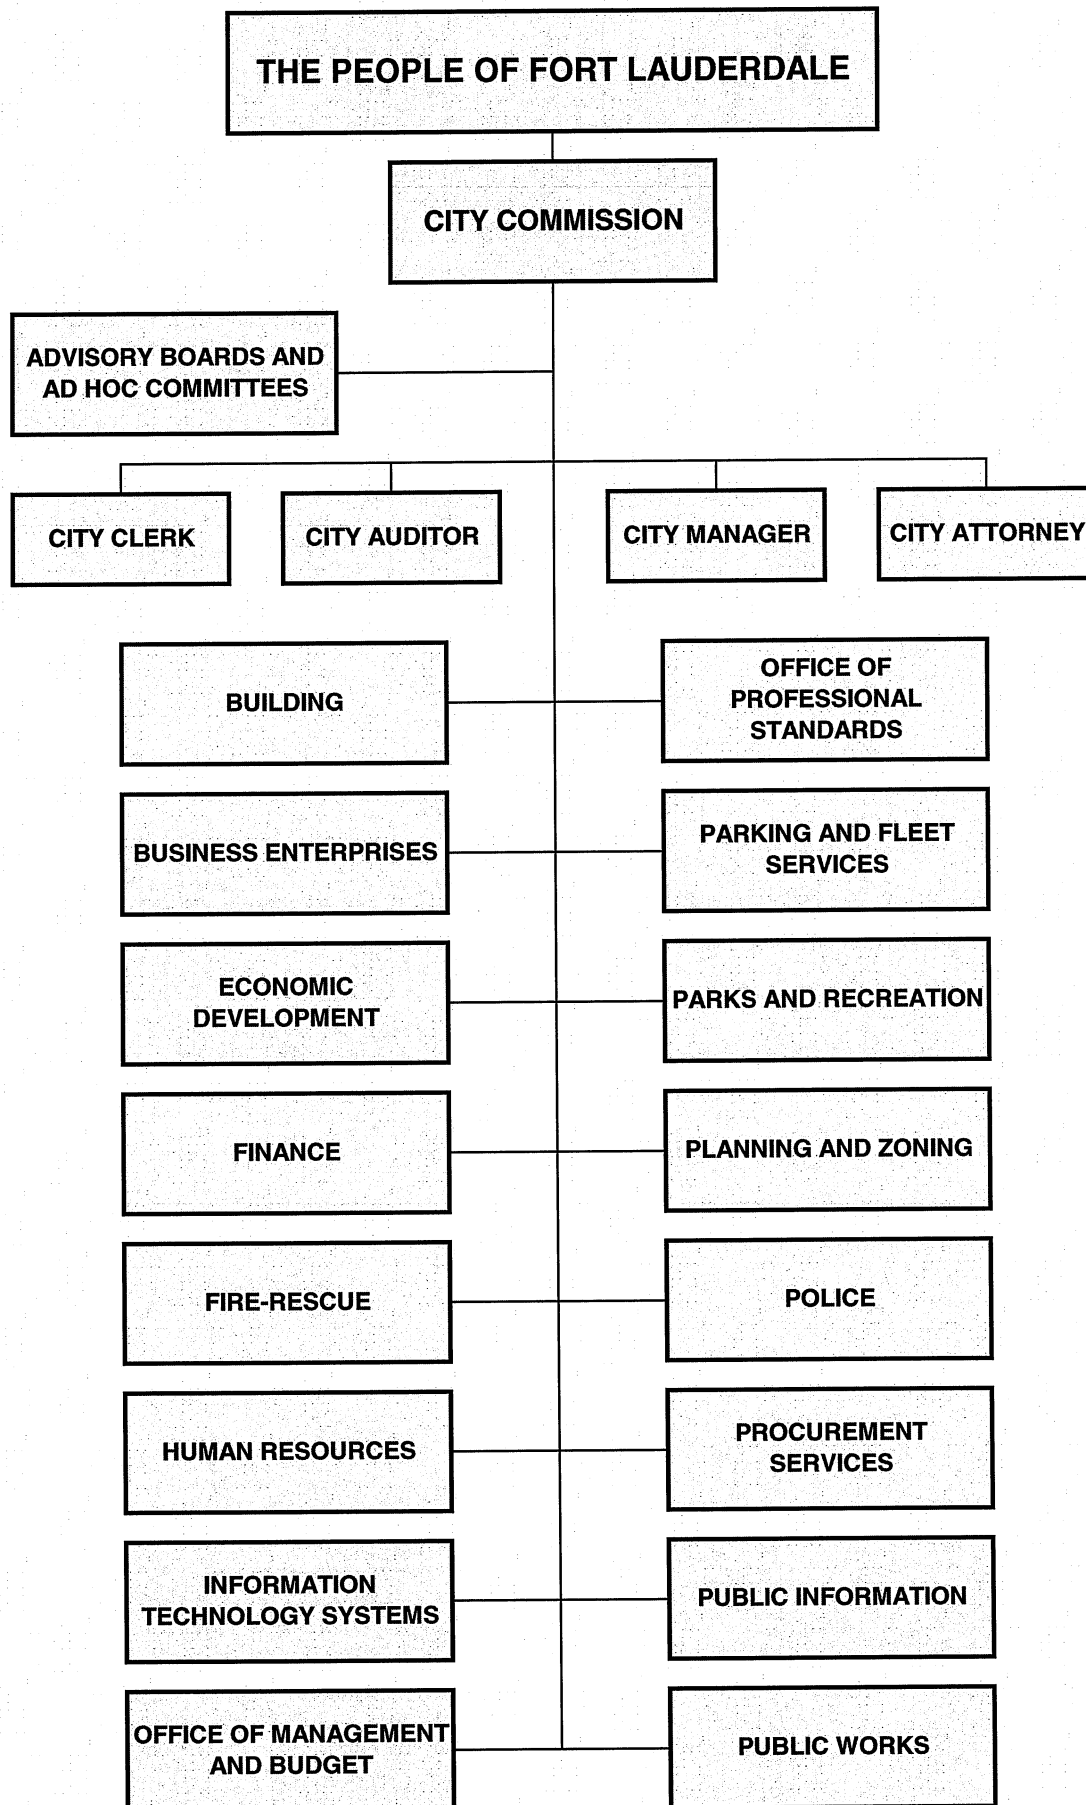 THE PEOPLE OF FORT LAUDERDALE
CITY COMMISSION
ADVISORY BOARDS AND
AD HOC COMMITTEES
CITY CLERK
CITY AUDITOR
CITY MANAGER
CITY ATTORNEY
BUILDING
OFFICE OF
PROFESSIONAL
STANDARDS
BUSINESS ENTERPRISES
PARKING AND FLEET
SERVICES
ECONOMIC
DEVELOPMENT
PARKS AND RECREATION
FINANCE
PLANNING AND ZONING
FIRE-RESCUE
POLICE
HUMAN RESOURCES
PROCUREMENT
SERVICES
INFORMATION
TECHNOLOGY SYSTEMS
PUBLIC INFORMATION
OFFICE OF MANAGEMENT
AND BUDGET
PUBLIC WORKS